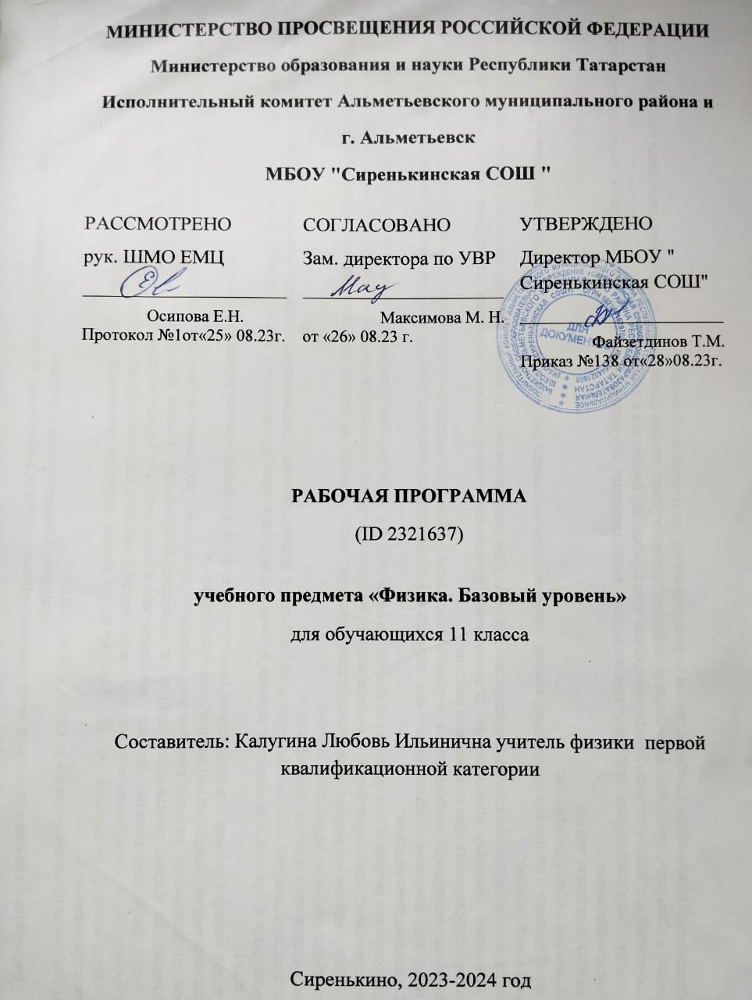 МИНИСТЕРСТВО ПРОСВЕЩЕНИЯ РОССИЙСКОЙ ФЕДЕРАЦИИ
Министерство образования и науки Республики Татарстан
Исполнительный комитет Альметьевского муниципального района и
г. Альметьевск
МБОУ "Сиренькинская СОШ "
РАССМОТРЕНО
рук. ШМО ЕМЦ
Осипова Е.Н.
Протокол №1от«25» 08.23г.
СОГЛАСОВАНО
Зам. директора по УВР
Максимова М. Н.
от «26» 08.23 г.
УТВЕРЖДЕНО
Директор МБОУ "
Сиренькинская СОШ"
Файзетдинов Т.М.
Приказ №138 от«28»08.23г.
ДЛЯ
ДОКУМЕНТОВ
РАБОЧАЯ ПРОГРАММА
(ID 2321637)
учебного предмета «Физика. Базовый уровень»
для обучающихся 11 класса
Составитель: Калугина Любовь Ильинична учитель физики  первой
квалификационной категории
Сиренькино, 2023-2024 год